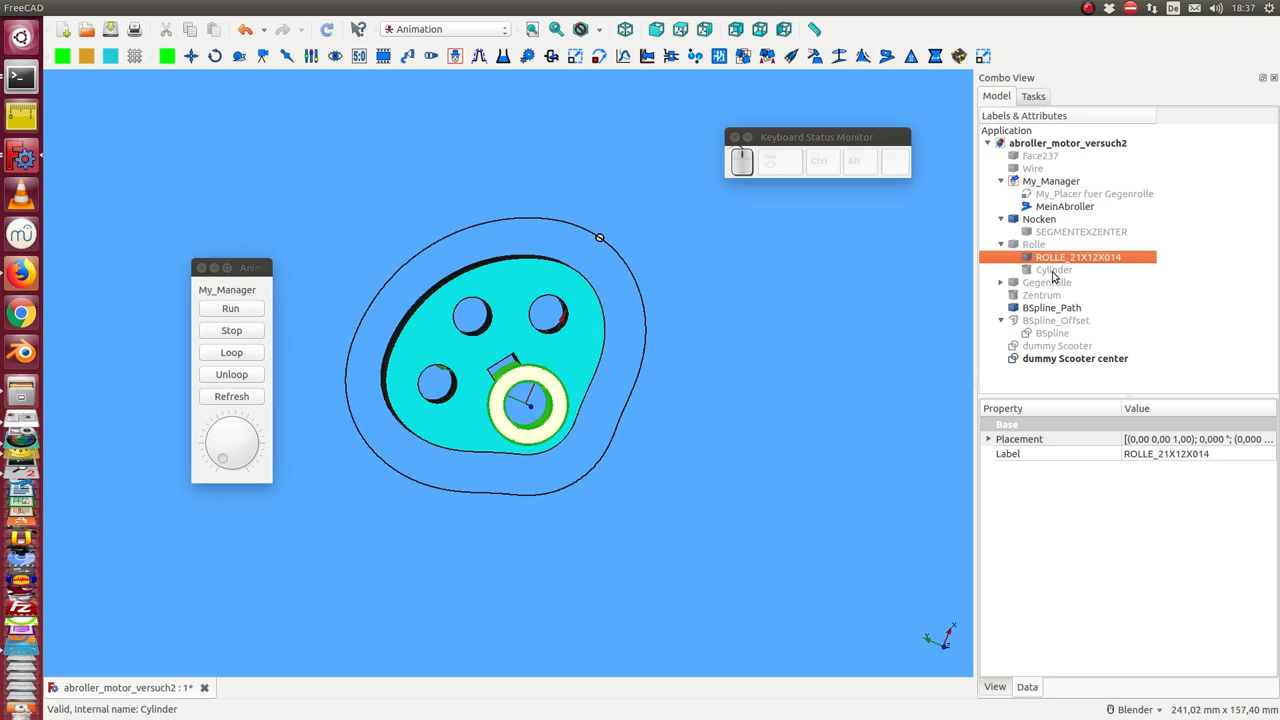 FreeCAD
De
18:37
Animation
5:0
Combo View
Model
Tasks
Labels & Attributes
Application
abroller_motor_versuch2
Face237
Wire
My_Manager
My_Placer fuer Gegenrolle
MeinAbroller
Nocken
SEGMENTEXZENTER
Rolle
ROLLE_21X12X014
Cylinder
Gegenrolle
Zentrum
BSpline_Path
BSpline_Offset
BSpline
dummy Scooter
dummy Scooter center
Keyboard Status Monitor
Ctrl
Alt
Anim
My_Manager
Run
Stop
Loop
Unloop
Refresh
Property
Value
Base
Placement
[(0,00 0,00 1,00); 0,000 °; (0,000 ...
Label
ROLLE_21X12X014
X
Y
Z
View
Data
abroller_motor_versuch2 : 1*
Valid, Internal name: Cylinder
Blender
241,02 mm x 157,40 mm